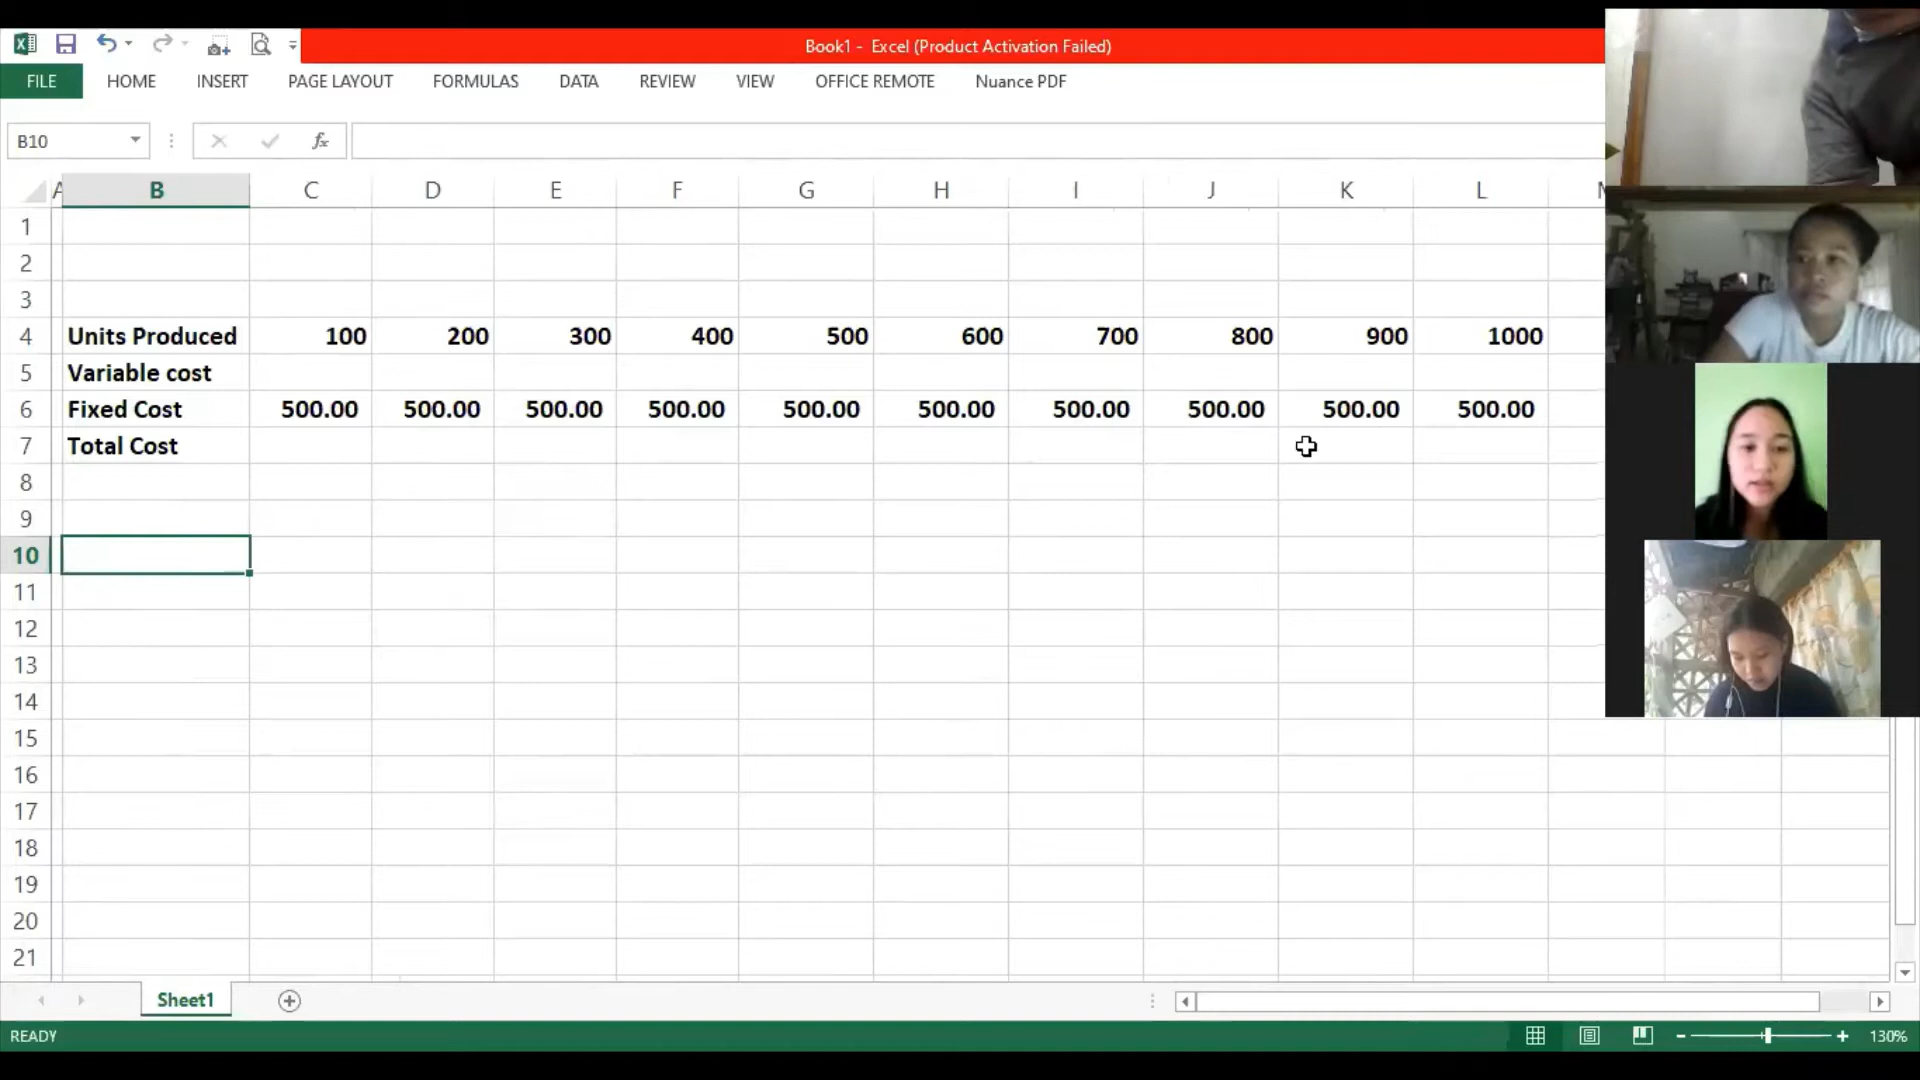 Book1 - Excel (Product Activation Failed)
FILE HOME INSERT PAGE LAYOUT FORMULAS DATA REVIEW VIEW OFFICE REMOTE Nuance PDF
B10 fx
A B C D E F G H I J K L
1
2
3
4 Units Produced 100 200 300 400 500 600 700 800 900 1000
5 Variable cost
6 Fixed Cost 500.00 500.00 500.00 500.00 500.00 500.00 500.00 500.00 500.00 500.00
7 Total Cost
8
9
10
11
12
13
14
15
16
17
18
19
20
21
Sheet1
READY 130%